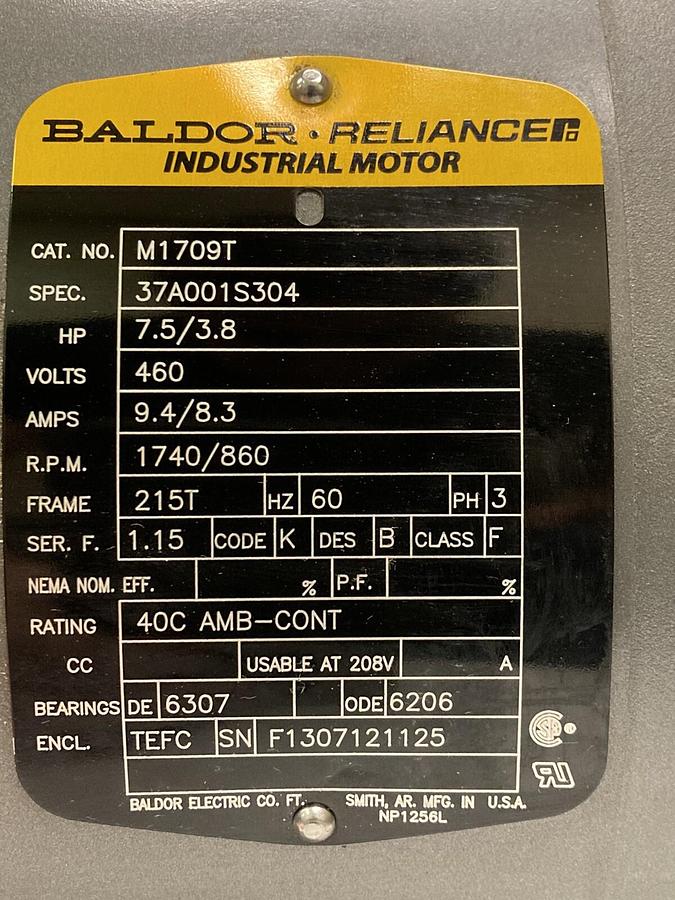 BALDOR · RELIANCE
INDUSTRIAL MOTOR
CAT. NO. M1709T
SPEC. 37A001S304
HP 7.5/3.8
VOLTS 460
AMPS 9.4/8.3
R.P.M. 1740/860
FRAME 215T HZ 60 PH 3
SER. F. 1.15 CODE K DES B CLASS F
NEMA NOM. EFF. % P.F. %
RATING 40C AMB-CONT
CC USABLE AT 208V A
BEARINGS DE 6307 ODE 6206
ENCL. TEFC SN F1307121125
BALDOR ELECTRIC CO. FT. SMITH, AR. MFG. IN U.S.A.
NP1256L